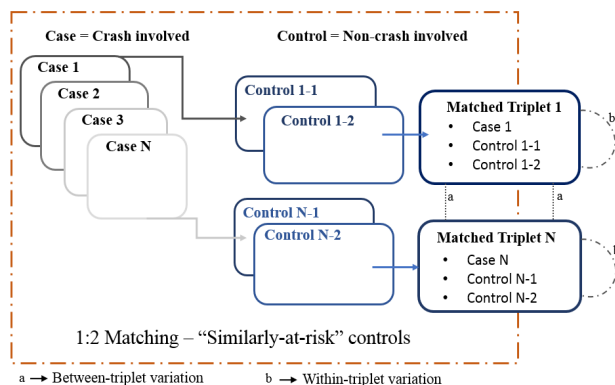 Case = Crash involved
Control = Non-crash involved
Case 1
Case 2
Case 3
Case N
Control 1-1
Control 1-2
Matched Triplet 1
• Case 1
• Control 1-1
• Control 1-2
b
a
a
Control N-1
Control N-2
Matched Triplet N
• Case N
• Control N-1
• Control N-2
1:2 Matching – “Similarly-at-risk” controls
a → Between-triplet variation
b → Within-triplet variation